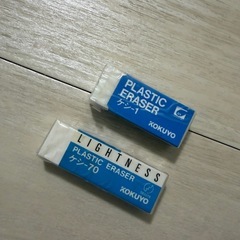 PLASTIC
ERASER
ケシ-1
KOKUYO
LIGHTNESS
PLASTIC ERASER
ケシ-70
KOKUYO